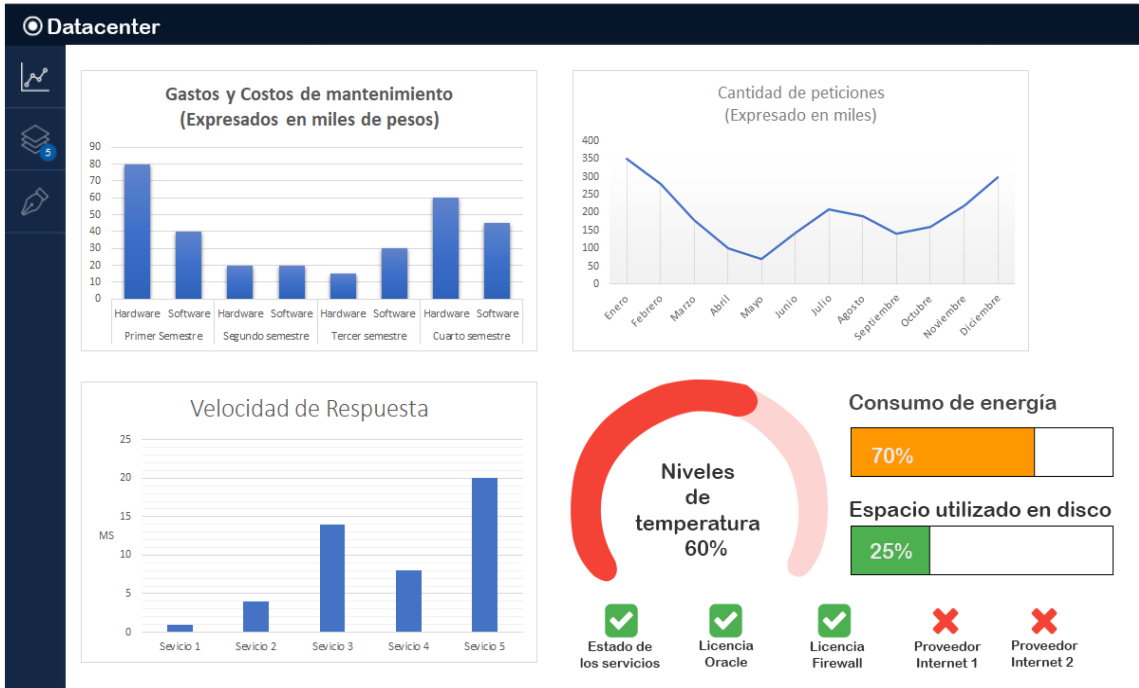 Datacenter
5
Gastos y Costos de mantenimiento
(Expresados en miles de pesos)
90
80
70
60
50
40
30
20
10
0
Hardware Software Hardware Software Hardware Software Hardware Software
Primer Semestre Segundo semestre Tercer semestre Cuarto semestre
Cantidad de peticiones
(Expresado en miles)
400
350
300
250
200
150
100
50
0
Enero Febrero Marzo Abril Mayo Junio Julio Agosto Septiembre Octubre Noviembre Diciembre
Velocidad de Respuesta
25
20
15
MS
10
5
0
Sevicio 1 Sevicio 2 Sevicio 3 Sevicio 4 Sevicio 5
Niveles
de
temperatura
60%
Consumo de energía
70%
Espacio utilizado en disco
25%
Estado de
los servicios
Licencia
Oracle
Licencia
Firewall
Proveedor
Internet 1
Proveedor
Internet 2